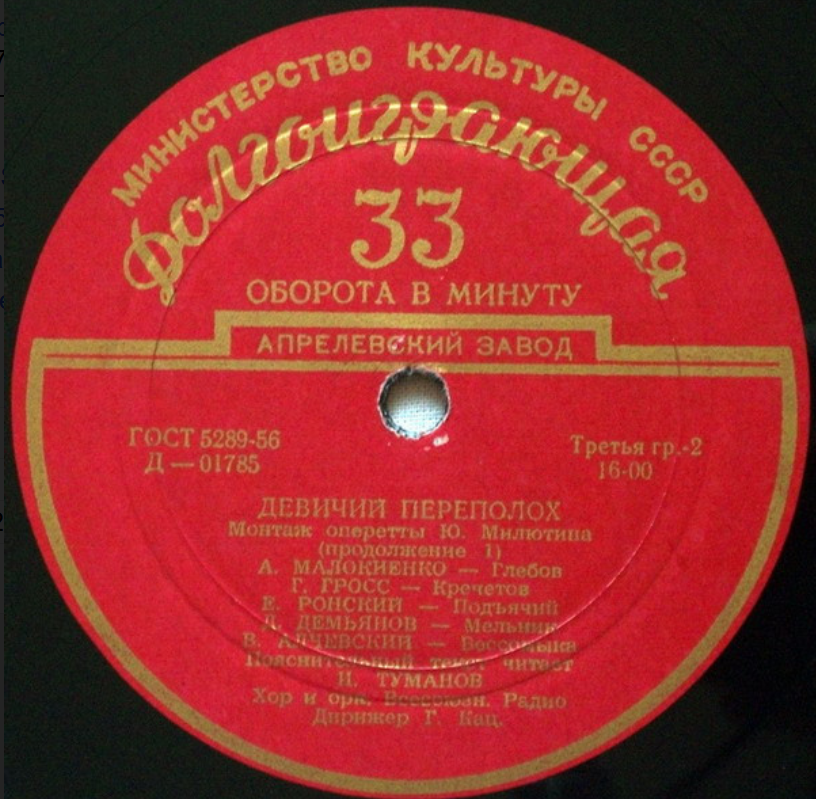 МИНИСТЕРСТВО КУЛЬТУРЫ СССР
Долгоиграющая
33
ОБОРОТА В МИНУТУ
АПРЕЛЕВСКИЙ ЗАВОД
ГОСТ 5289-56
Д — 01785
Третья гр.-2
16-00
ДЕВИЧИЙ ПЕРЕПОЛОХ
Монтаж оперетты Ю. Милютина
(продолжение 1)
А. МАЛОКИЕНКО — Глебов
Г. ГРОСС — Кречетов
Е. РОНСКИЙ — Подъячий
ДЕМЬЯНОВ — Мельник
В. АЛЧЕВСКИЙ —
Пояснительный текст читает
Н. ТУМАНОВ
Хор и орк. Всесоюзн. Радио
Дирижер Г. Кац.